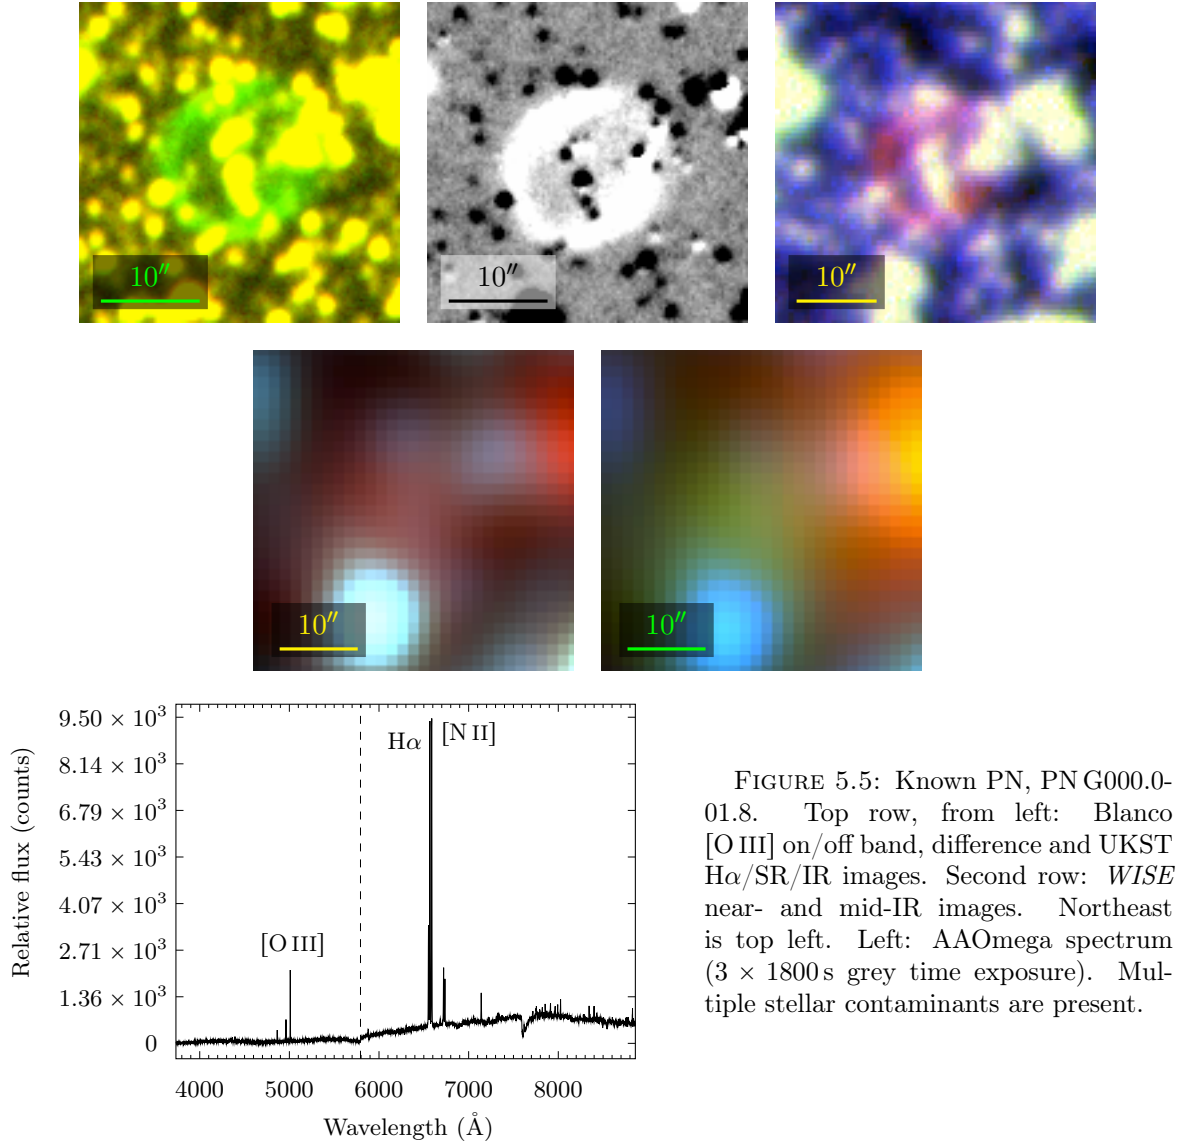 10″
10″
10″
10″
10″
9.50 × 10³
8.14 × 10³
6.79 × 10³
5.43 × 10³
4.07 × 10³
2.71 × 10³
1.36 × 10³
0
Relative flux (counts)
Hα
[N II]
[O III]
4000
5000
6000
7000
8000
Wavelength (Å)
FIGURE 5.5: Known PN, PN G000.0-
01.8. Top row, from left: Blanco
[O III] on/off band, difference and UKST
Hα/SR/IR images. Second row: WISE
near- and mid-IR images. Northeast
is top left. Left: AAOmega spectrum
(3 × 1800 s grey time exposure). Mul-
tiple stellar contaminants are present.